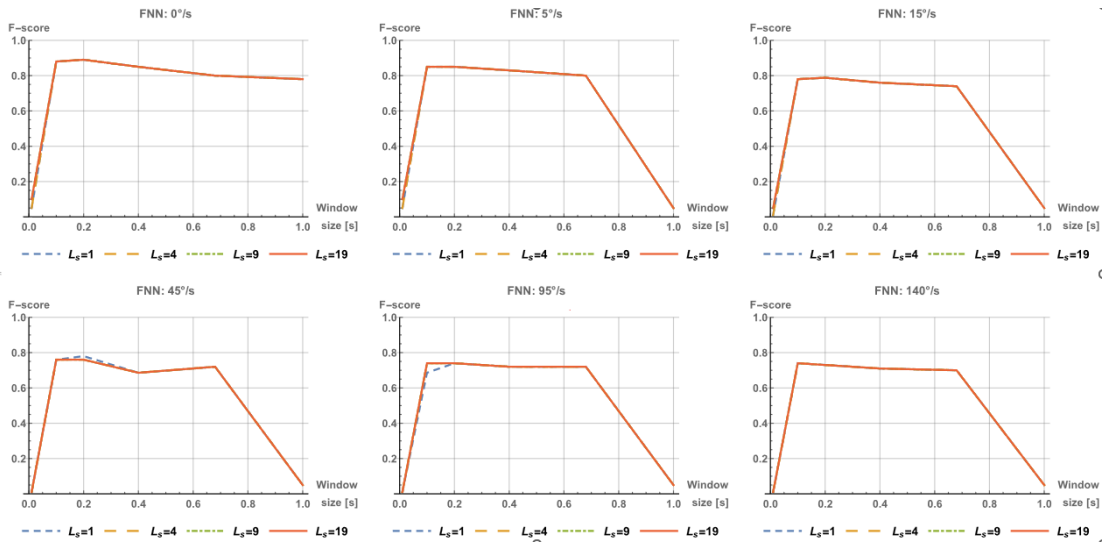 FNN: 0°/s
F-score
1.0
0.8
0.6
0.4
0.2
0.0 0.2 0.4 0.6 0.8 1.0
Window
size [s]
Ls=1 Ls=4 Ls=9 Ls=19
FNN: 5°/s
F-score
1.0
0.8
0.6
0.4
0.2
0.0 0.2 0.4 0.6 0.8 1.0
Window
size [s]
Ls=1 Ls=4 Ls=9 Ls=19
FNN: 15°/s
F-score
1.0
0.8
0.6
0.4
0.2
0.0 0.2 0.4 0.6 0.8 1.0
Window
size [s]
Ls=1 Ls=4 Ls=9 Ls=19
FNN: 45°/s
F-score
1.0
0.8
0.6
0.4
0.2
0.0 0.2 0.4 0.6 0.8 1.0
Window
size [s]
Ls=1 Ls=4 Ls=9 Ls=19
FNN: 95°/s
F-score
1.0
0.8
0.6
0.4
0.2
0.0 0.2 0.4 0.6 0.8 1.0
Window
size [s]
Ls=1 Ls=4 Ls=9 Ls=19
FNN: 140°/s
F-score
1.0
0.8
0.6
0.4
0.2
0.0 0.2 0.4 0.6 0.8 1.0
Window
size [s]
Ls=1 Ls=4 Ls=9 Ls=19